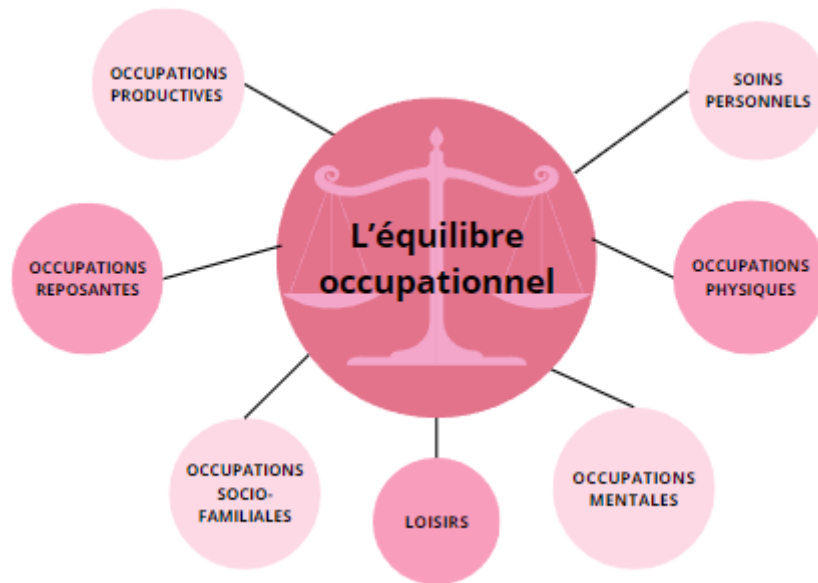 OCCUPATIONS
PRODUCTIVES
SOINS
PERSONNELS
L'équilibre
occupationnel
OCCUPATIONS
REPOSANTES
OCCUPATIONS
PHYSIQUES
OCCUPATIONS
SOCIO-
FAMILIALES
LOISIRS
OCCUPATIONS
MENTALES